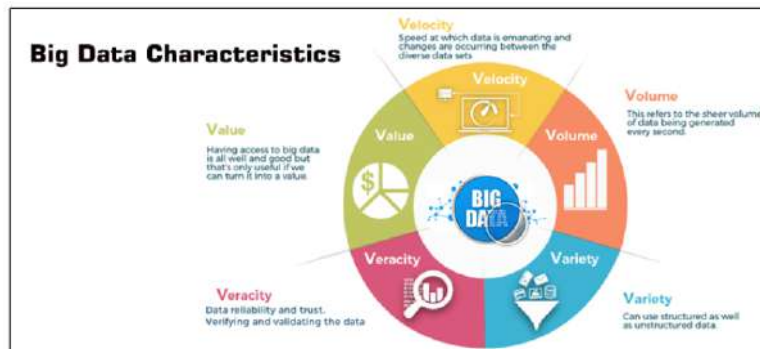 Big Data Characteristics
Velocity
Speed at which data is emanating and
changes are occurring between the
diverse data sets
Velocity
Volume
This refers to the sheer volume
of data being generated
every second.
Volume
Value
Having access to big data
is all well and good but
that's only useful if we
can turn it into a value.
Value
$
BIG
DATA
Veracity
Veracity
Data reliability and trust.
Verifying and validating the data
Variety
Variety
Can use structured as well
as unstructured data.